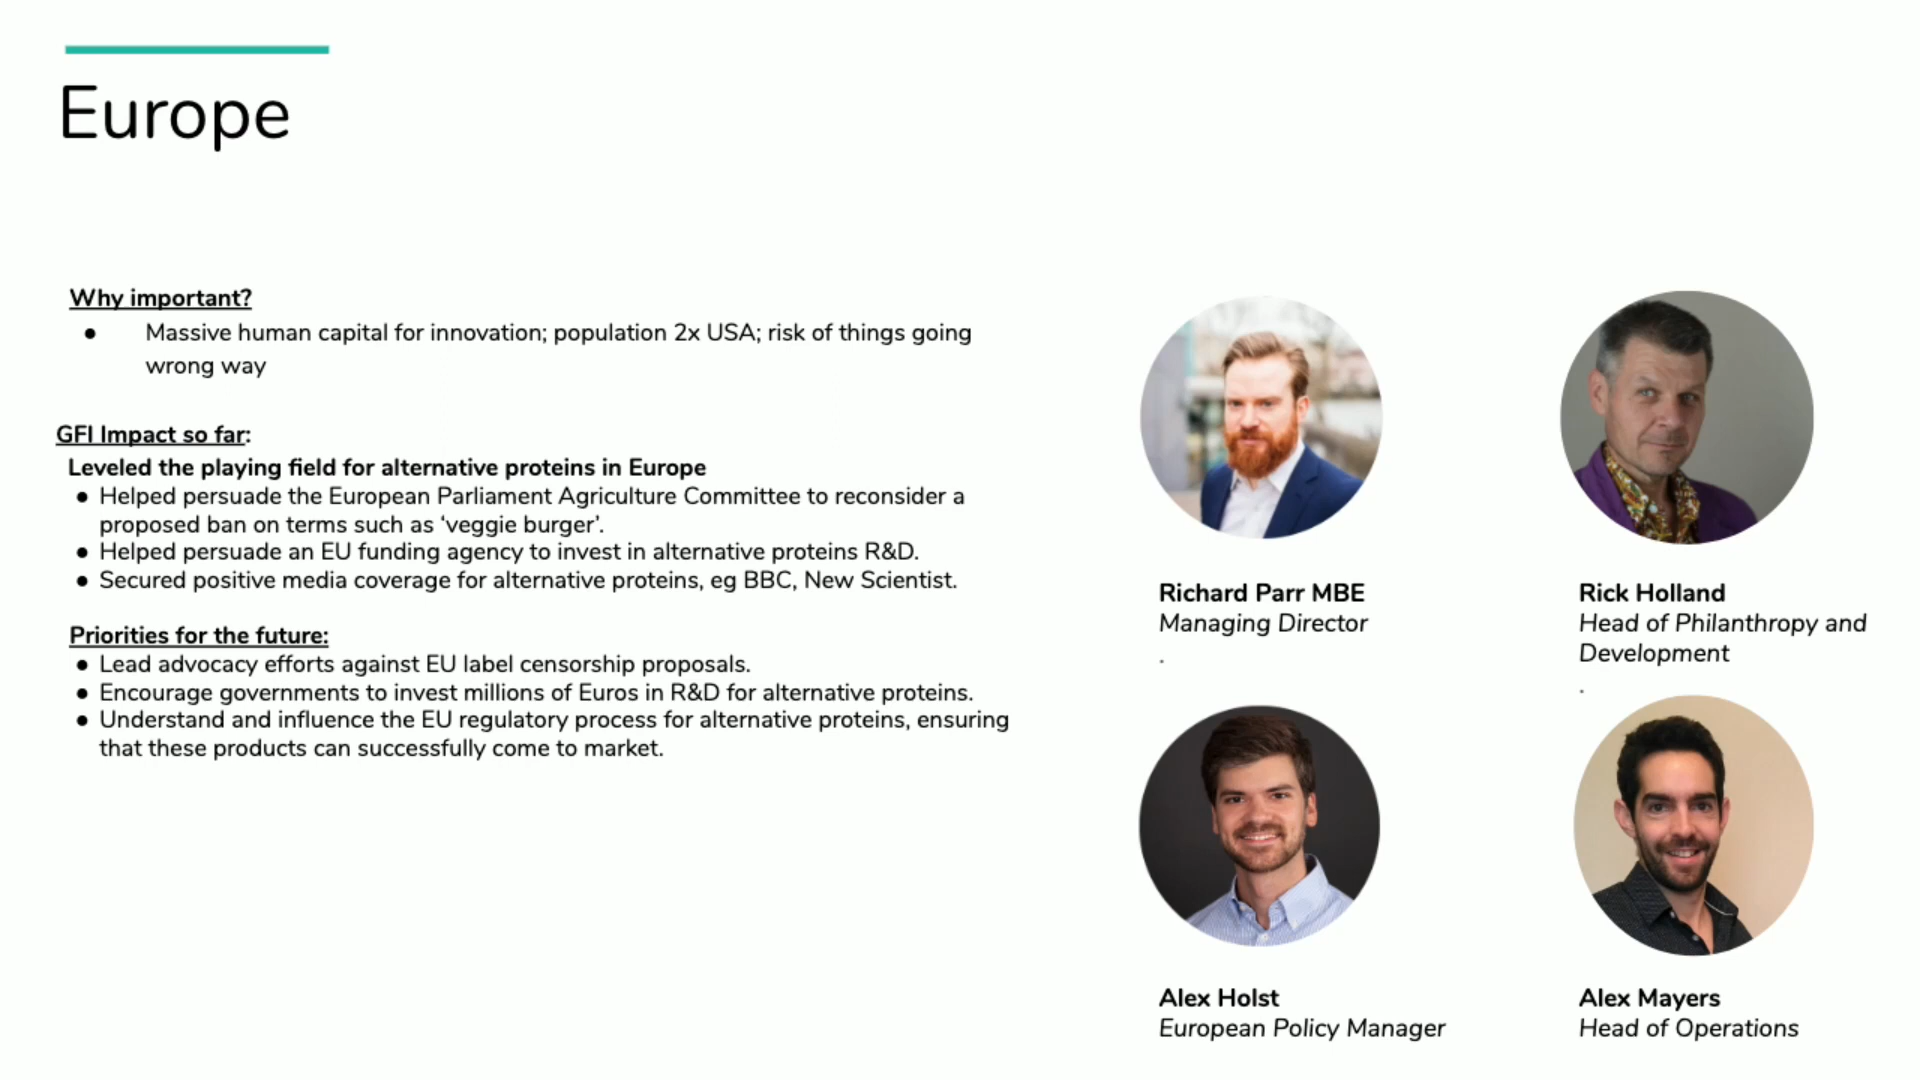 Europe
Why important?
● Massive human capital for innovation; population 2x USA; risk of things going
wrong way
GFI Impact so far:
Leveled the playing field for alternative proteins in Europe
● Helped persuade the European Parliament Agriculture Committee to reconsider a
proposed ban on terms such as ‘veggie burger’.
● Helped persuade an EU funding agency to invest in alternative proteins R&D.
● Secured positive media coverage for alternative proteins, eg BBC, New Scientist.
Priorities for the future:
● Lead advocacy efforts against EU label censorship proposals.
● Encourage governments to invest millions of Euros in R&D for alternative proteins.
● Understand and influence the EU regulatory process for alternative proteins, ensuring
that these products can successfully come to market.
Richard Parr MBE
Managing Director
.
Rick Holland
Head of Philanthropy and
Development
.
Alex Holst
European Policy Manager
Alex Mayers
Head of Operations